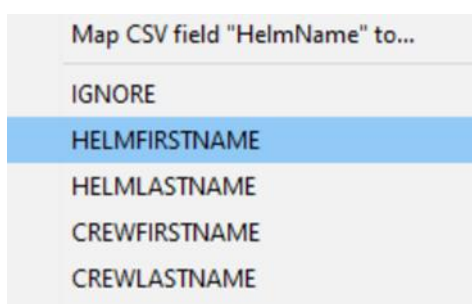 Map CSV field "HelmName" to...
IGNORE
HELMFIRSTNAME
HELMLASTNAME
CREWFIRSTNAME
CREWLASTNAME